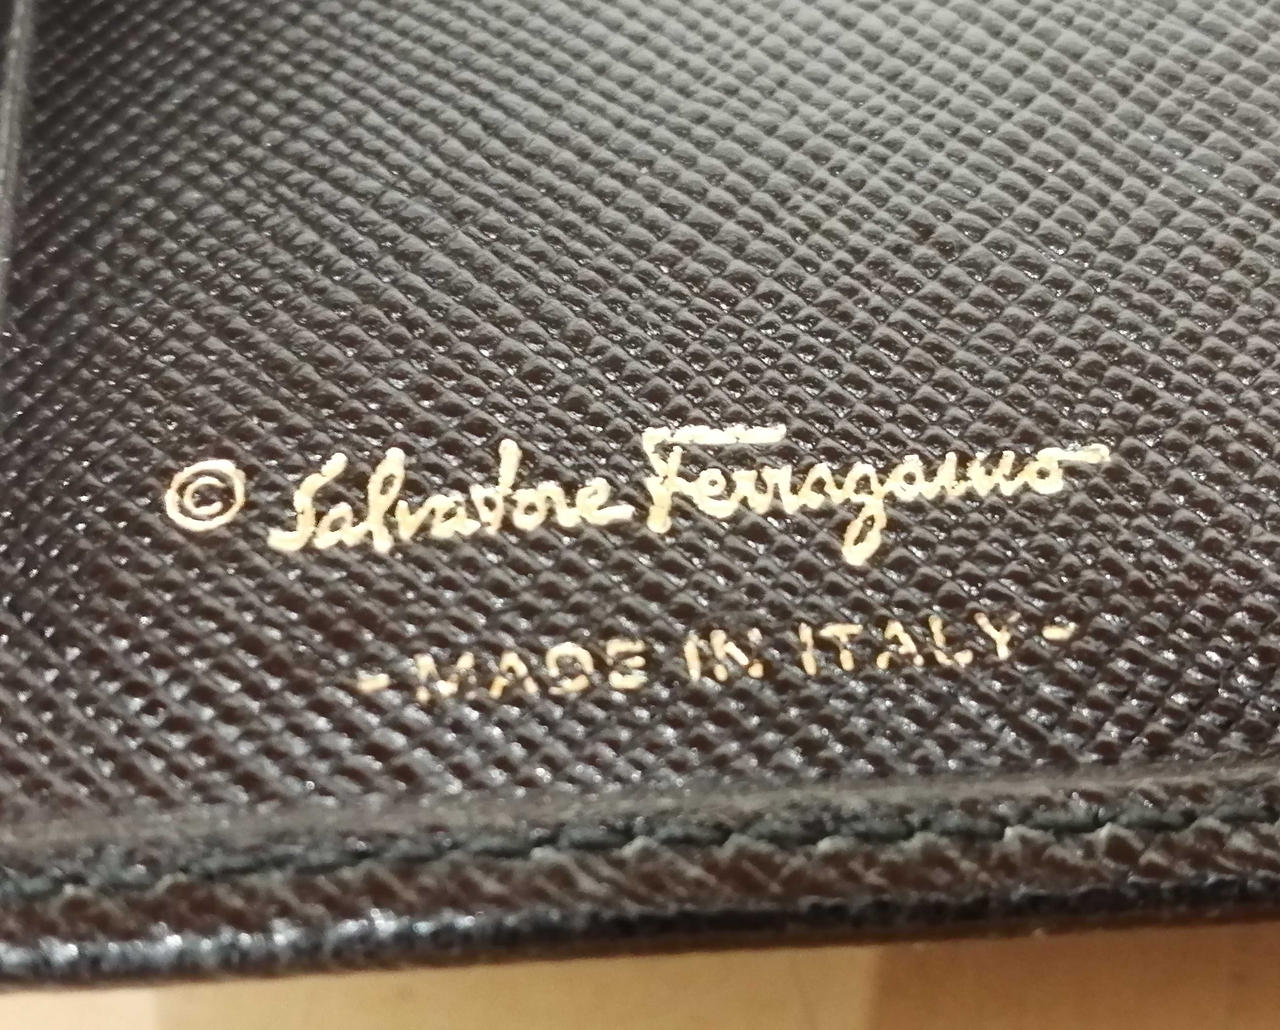 © Salvatore Ferragamo
-MADE IN ITALY-